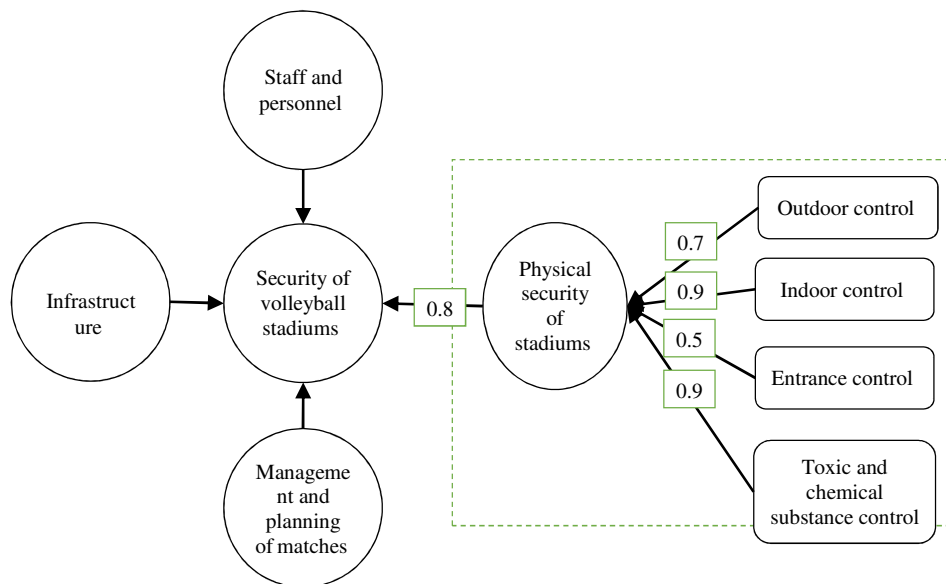 Staff and
personnel
Infrastruct
ure
Security of
volleyball
stadiums
Manageme
nt and
planning
of matches
0.8
Physical
security
of
stadiums
0.7
0.9
0.5
0.9
Outdoor control
Indoor control
Entrance control
Toxic and
chemical
substance control